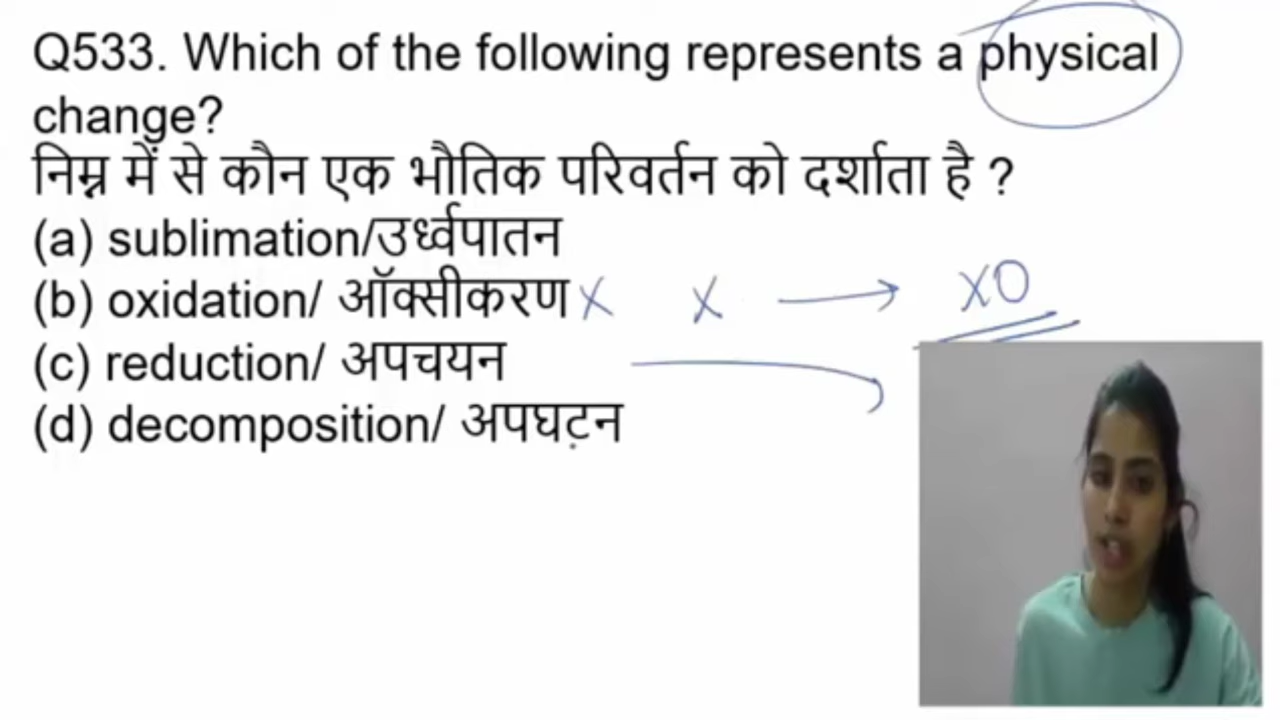 Q533. Which of the following represents a physical
change?
निम्न में से कौन एक भौतिक परिवर्तन को दर्शाता है ?
(a) sublimation/उर्ध्वपातन
(b) oxidation/ ऑक्सीकरण X X → XO
(c) reduction/ अपचयन
(d) decomposition/ अपघटन